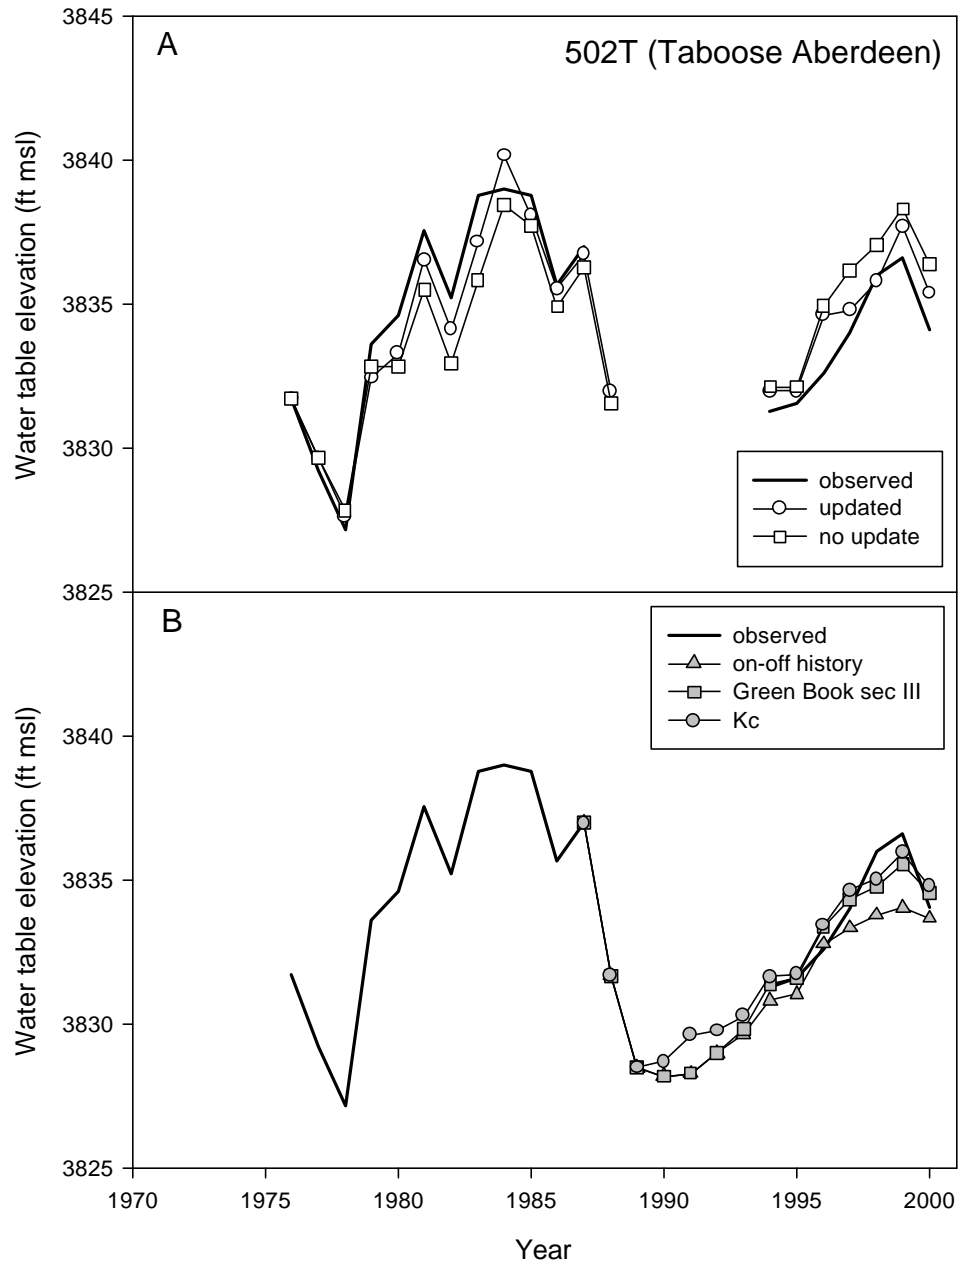 3845
A
502T (Taboose Aberdeen)
3840
3835
3830
3825
Water table elevation (ft msl)
observed
updated
no update
B
observed
on-off history
Green Book sec III
Kc
3840
3835
3830
3825
Water table elevation (ft msl)
1970 1975 1980 1985 1990 1995 2000
Year